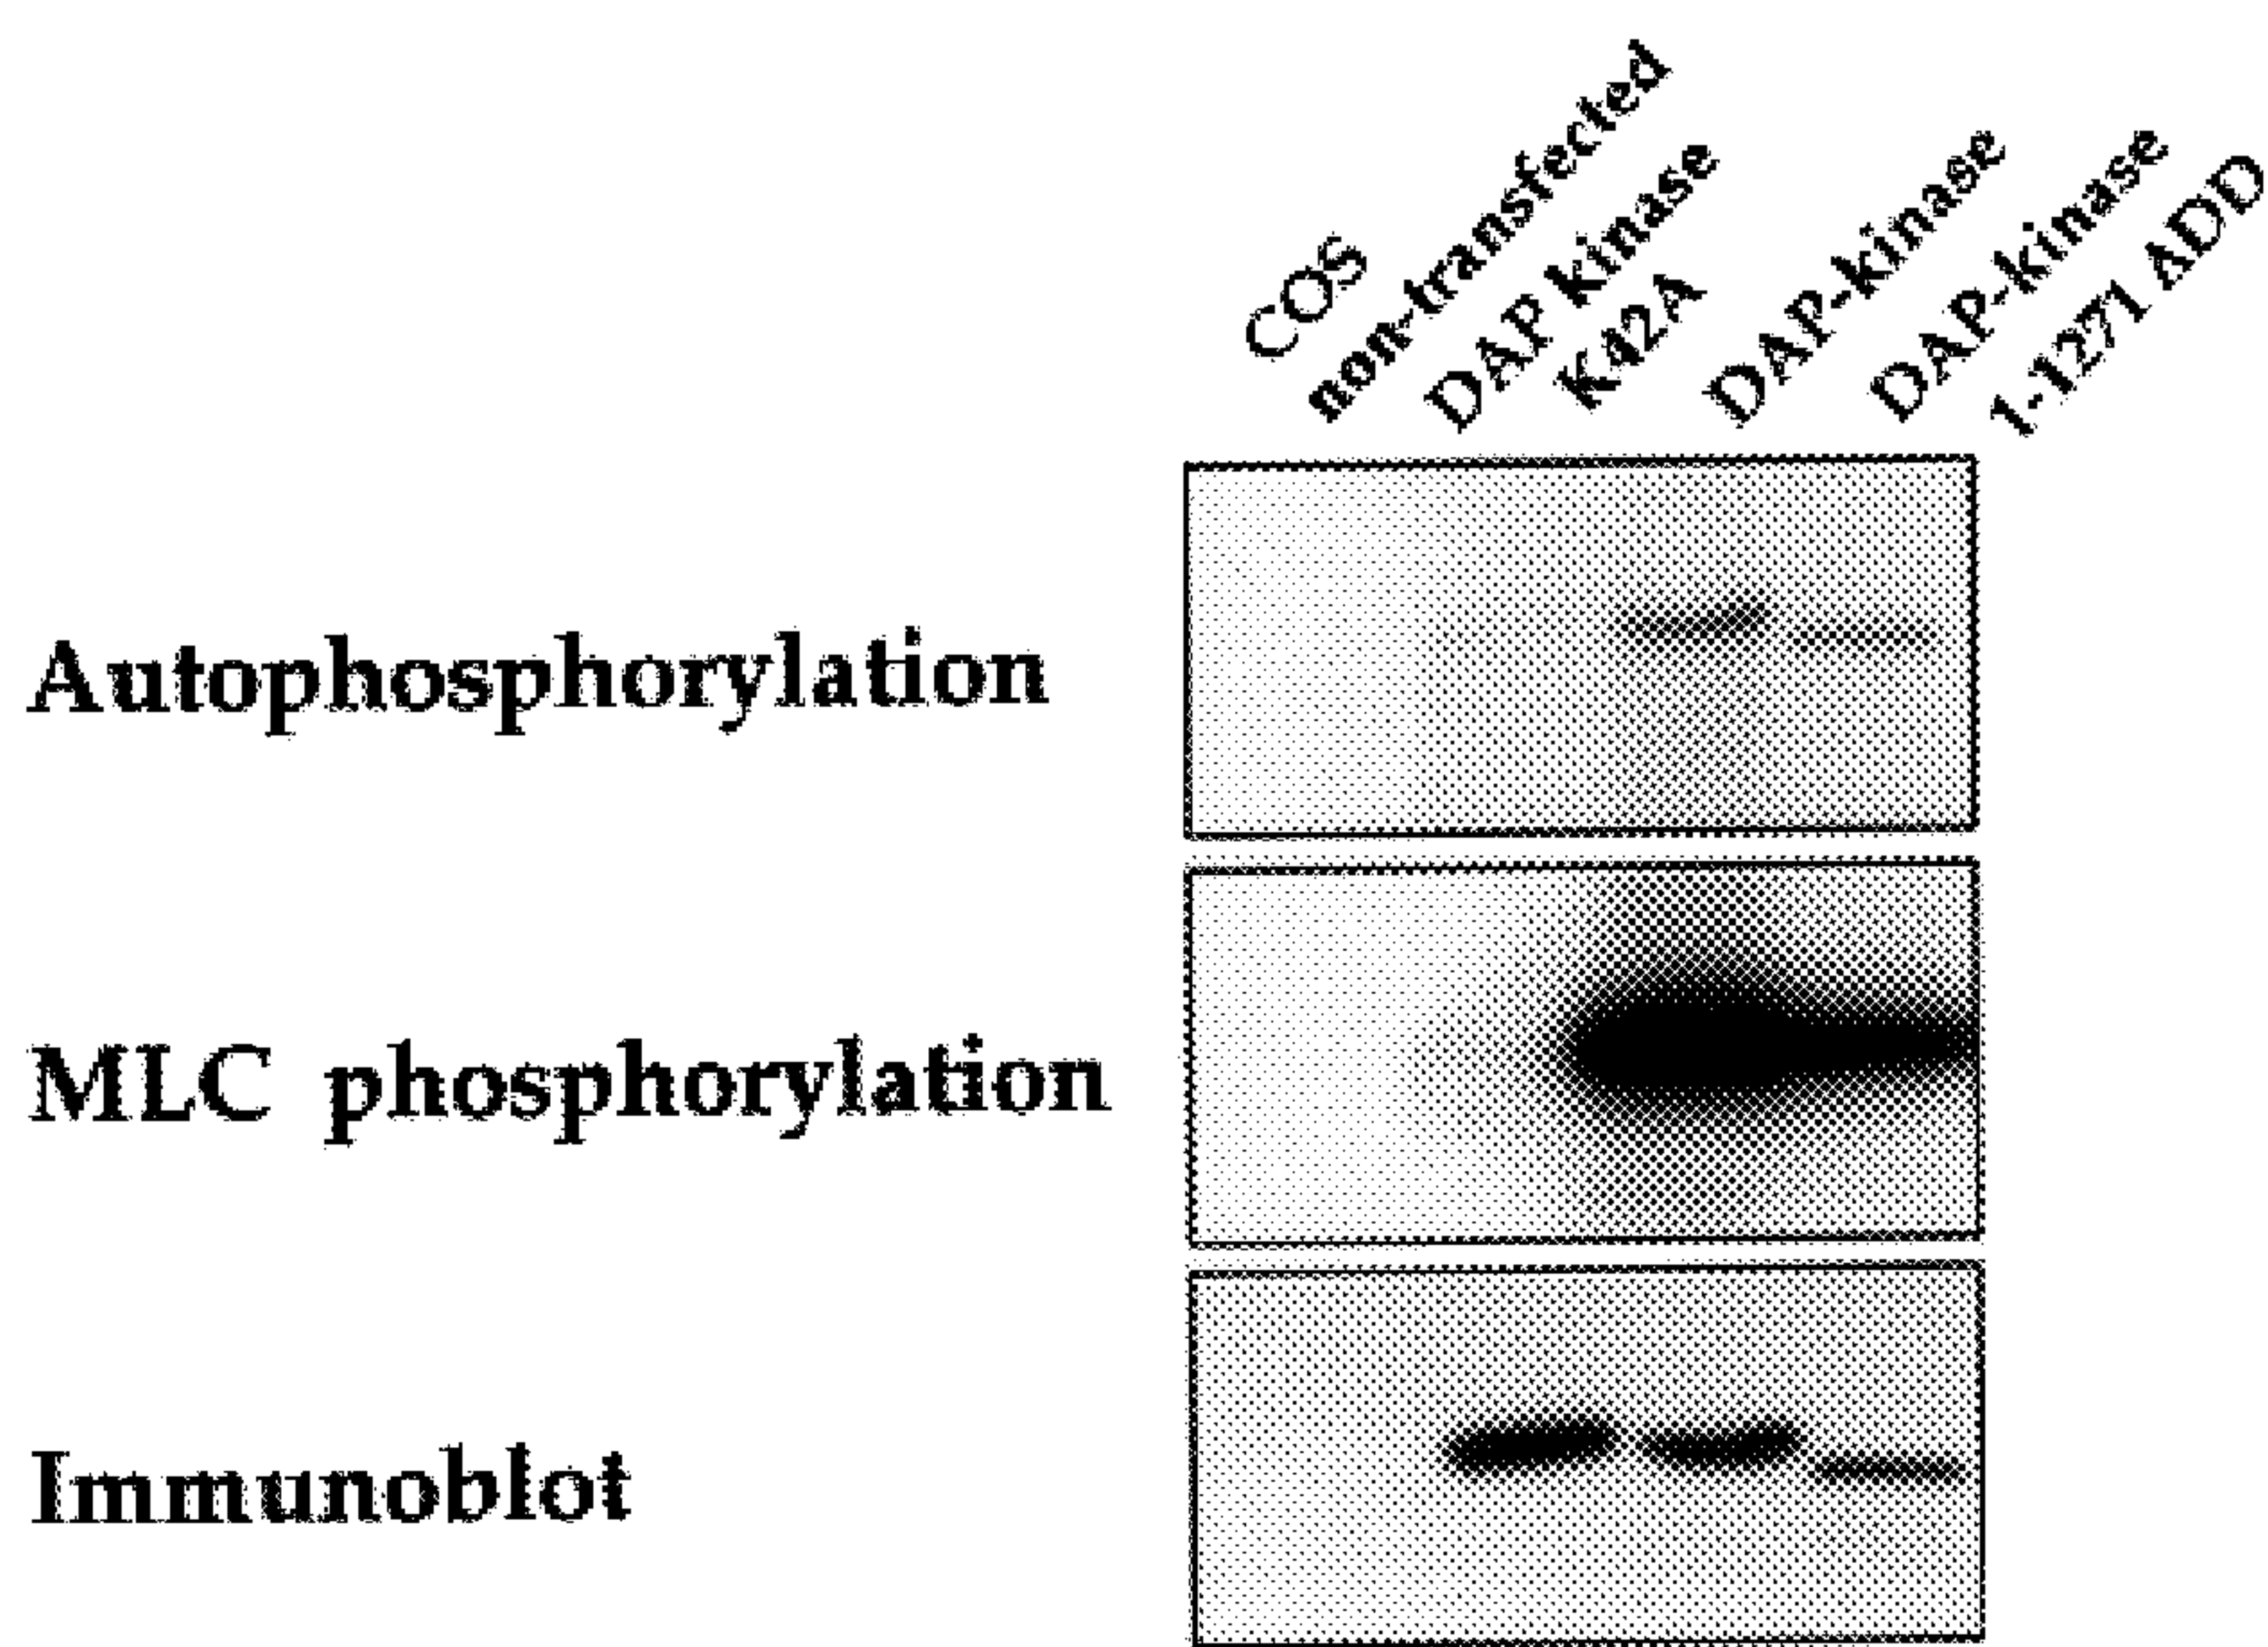 COS
non-transfected
DAP kinase
K42A
DAP-kinase
DAP-kinase
1-1271 ΔDD
Autophosphorylation
MLC phosphorylation
Immunoblot